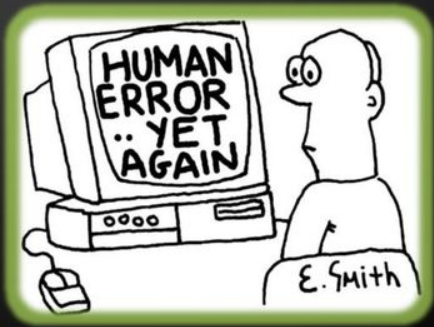 HUMAN
ERROR
.. YET
AGAIN
E. Smith